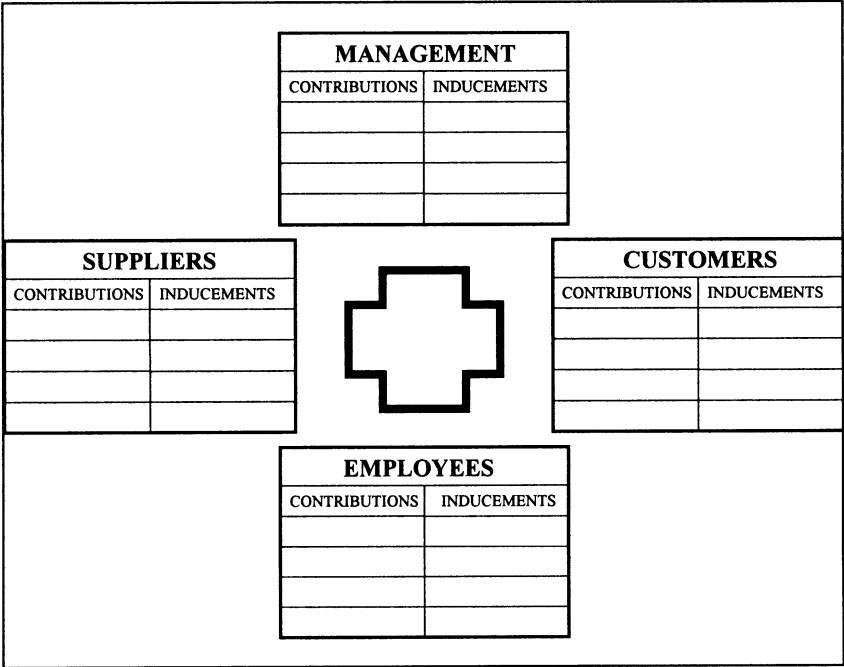 MANAGEMENT
CONTRIBUTIONS INDUCEMENTS
SUPPLIERS
CONTRIBUTIONS INDUCEMENTS
CUSTOMERS
CONTRIBUTIONS INDUCEMENTS
EMPLOYEES
CONTRIBUTIONS INDUCEMENTS